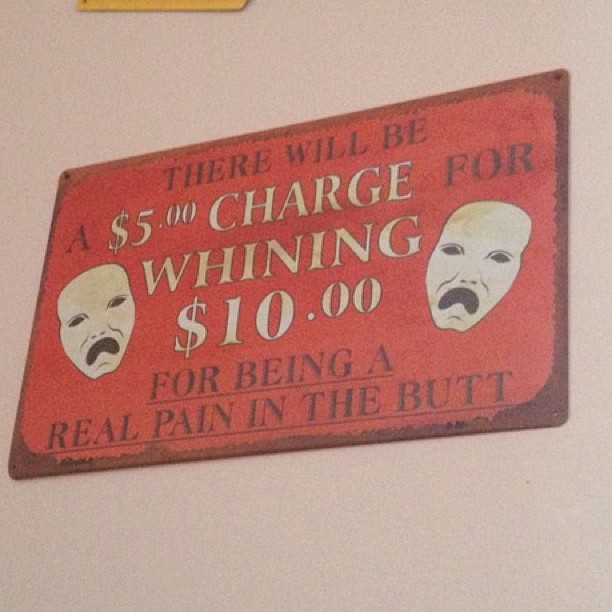 THERE WILL BE
A $5.00 CHARGE FOR
WHINING
$10.00
FOR BEING A
REAL PAIN IN THE BUTT